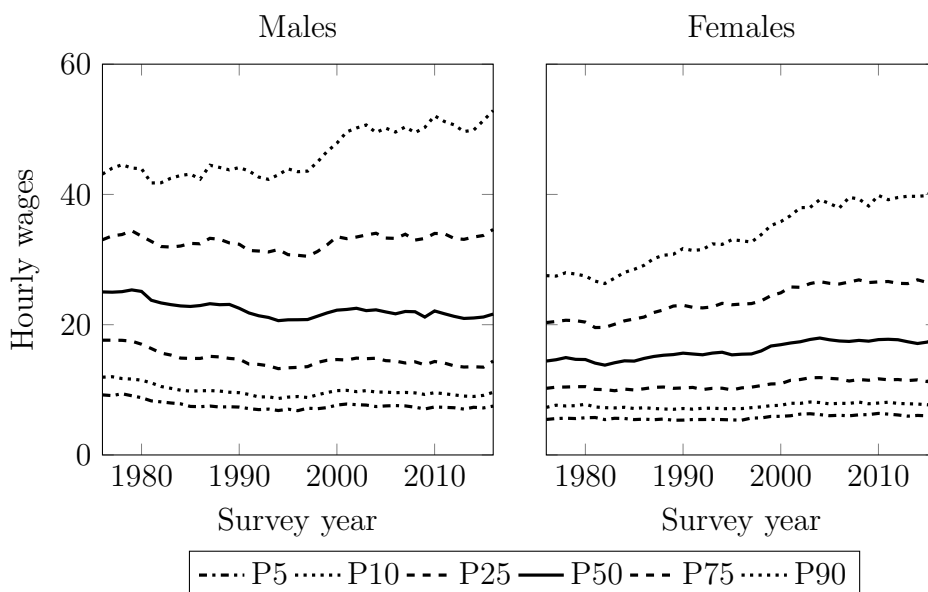 Males Females
60
40
20
0
Hourly wages
1980 1990 2000 2010 1980 1990 2000 2010
Survey year Survey year
P5 P10 P25 P50 P75 P90